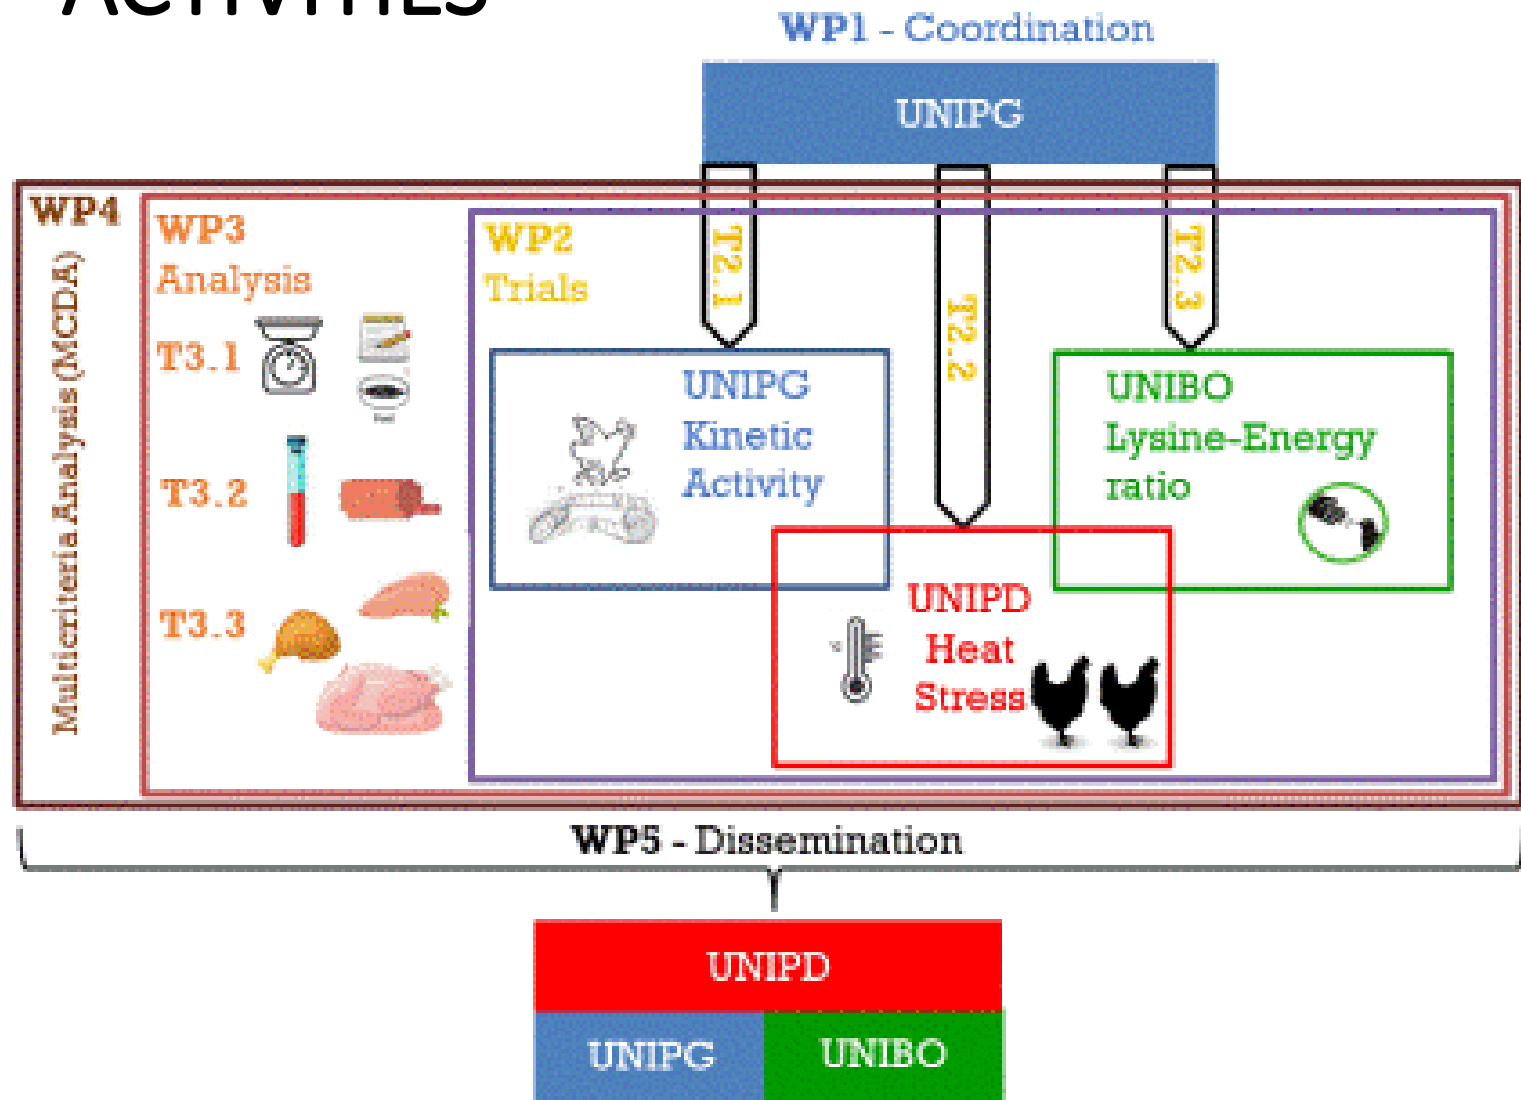 ACTIVITIES
WP1 - Coordination
UNIPG
WP4
Multicriteria Analysis (MCDA)
WP3
Analysis
T3.1
T3.2
T3.3
WP2
Trials
T2.1
T2.2
T2.3
UNIPG
Kinetic
Activity
UNIBO
Lysine-Energy
ratio
UNIPD
Heat
Stress
WP5 - Dissemination
UNIPD
UNIPG
UNIBO